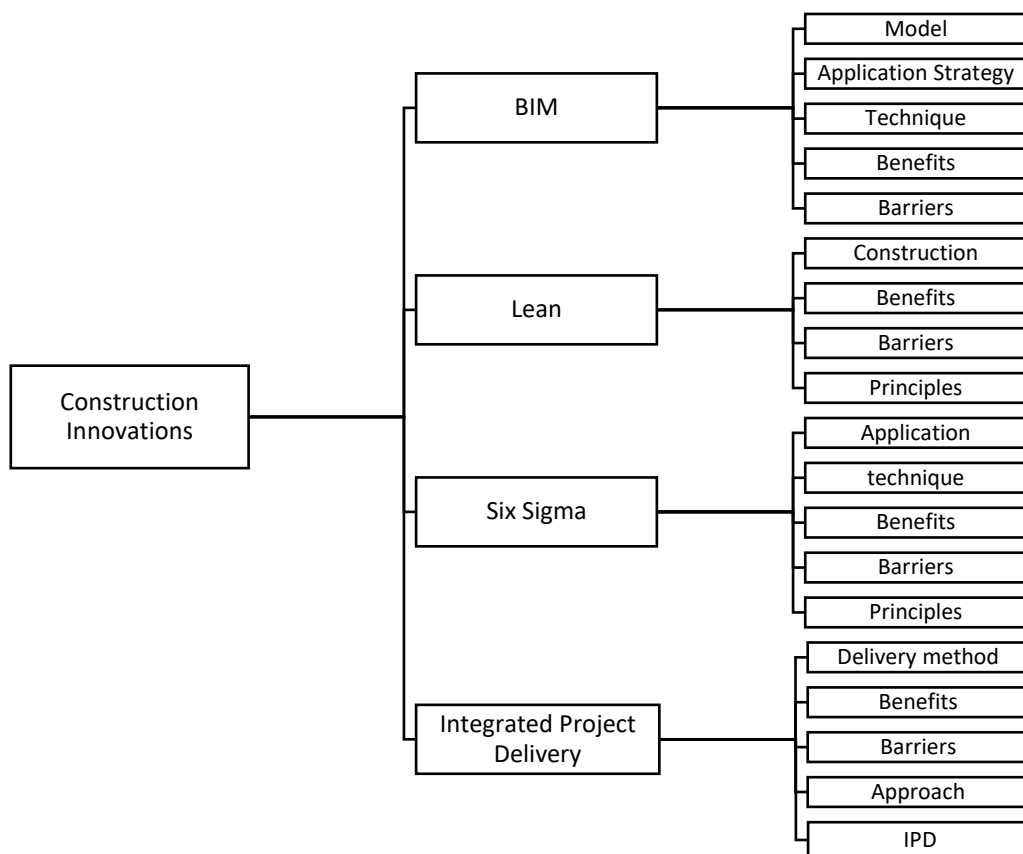 Construction
Innovations
BIM
Model
Application Strategy
Technique
Benefits
Barriers
Lean
Construction
Benefits
Barriers
Principles
Six Sigma
Application
technique
Benefits
Barriers
Principles
Integrated Project
Delivery
Delivery method
Benefits
Barriers
Approach
IPD